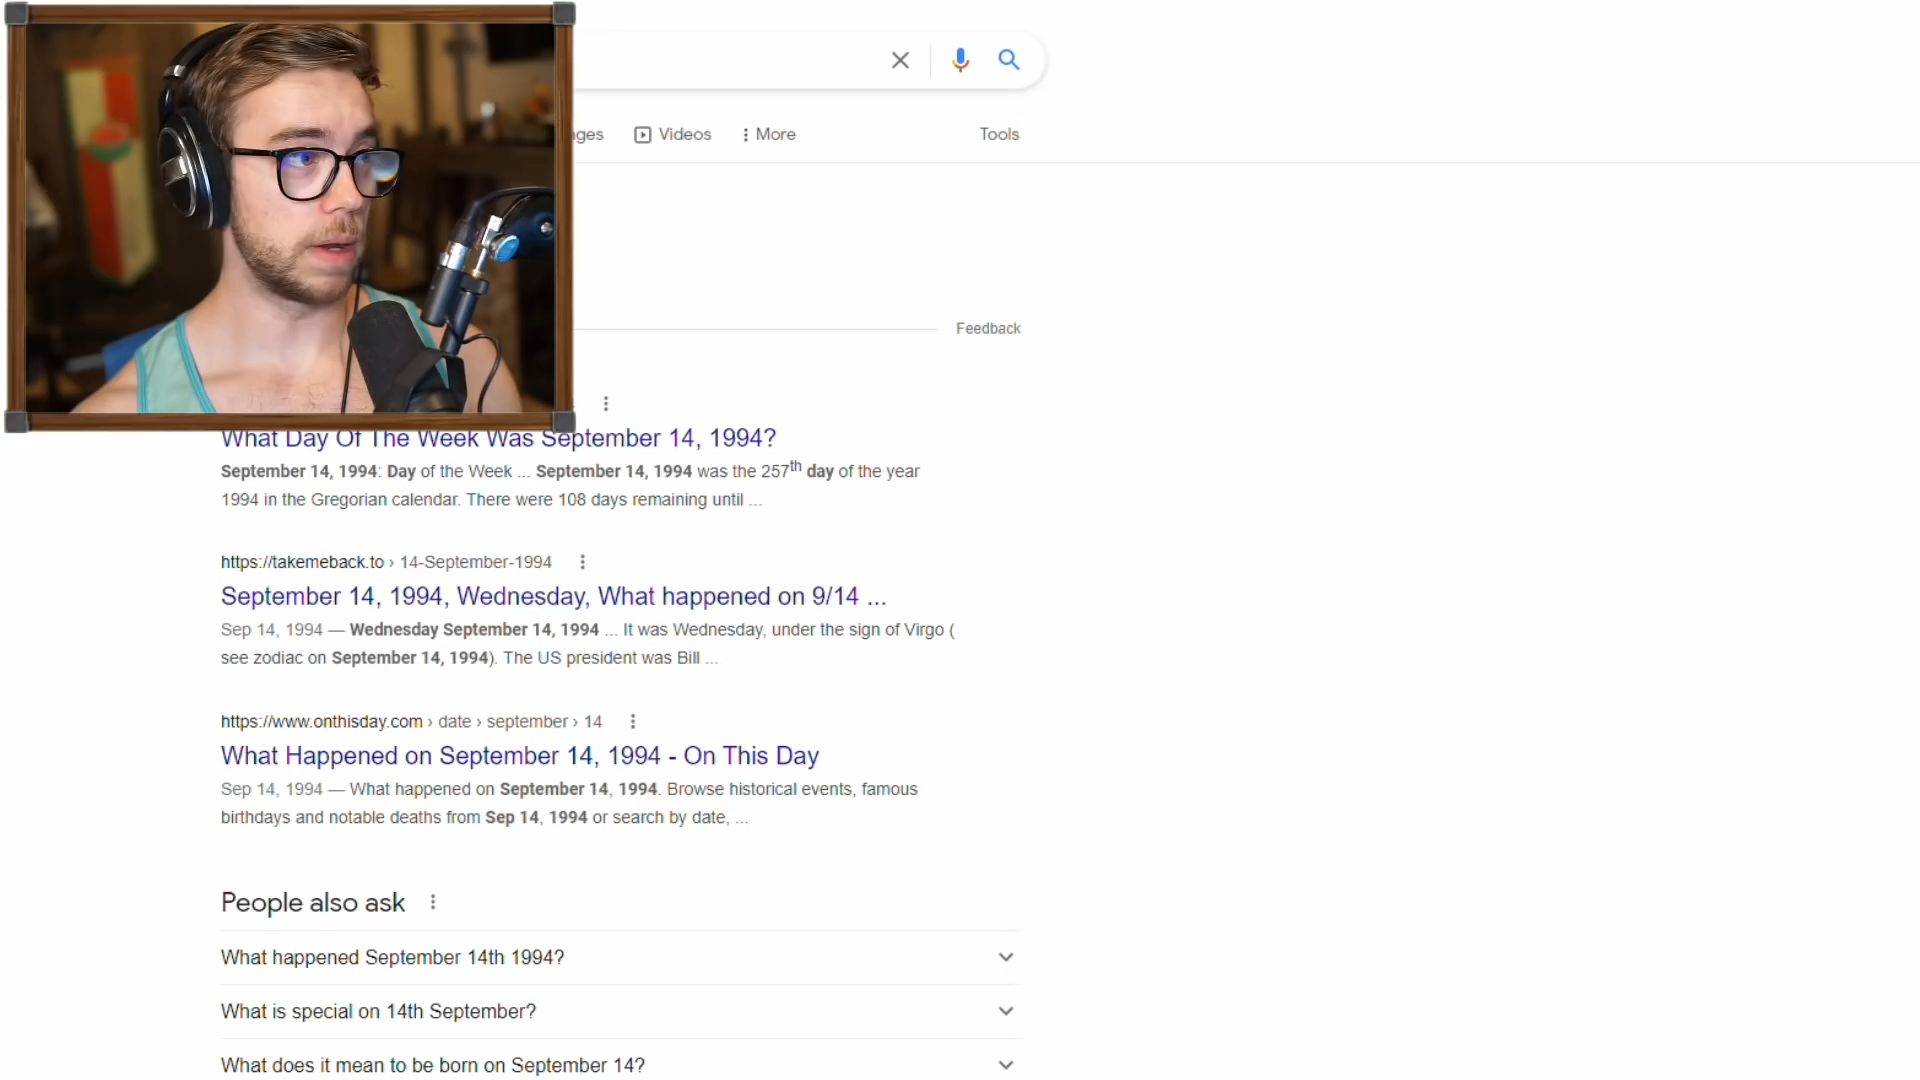 Videos
More
Tools
Feedback
What Day Of The Week Was September 14, 1994?
September 14, 1994: Day of the Week ... September 14, 1994 was the 257th day of the year
1994 in the Gregorian calendar. There were 108 days remaining until ...
https://takemeback.to › 14-September-1994
September 14, 1994, Wednesday, What happened on 9/14 ...
Sep 14, 1994 — Wednesday September 14, 1994 ... It was Wednesday, under the sign of Virgo (
see zodiac on September 14, 1994). The US president was Bill ...
https://www.onthisday.com › date › september › 14
What Happened on September 14, 1994 - On This Day
Sep 14, 1994 — What happened on September 14, 1994. Browse historical events, famous
birthdays and notable deaths from Sep 14, 1994 or search by date, ...
People also ask
What happened September 14th 1994?
What is special on 14th September?
What does it mean to be born on September 14?